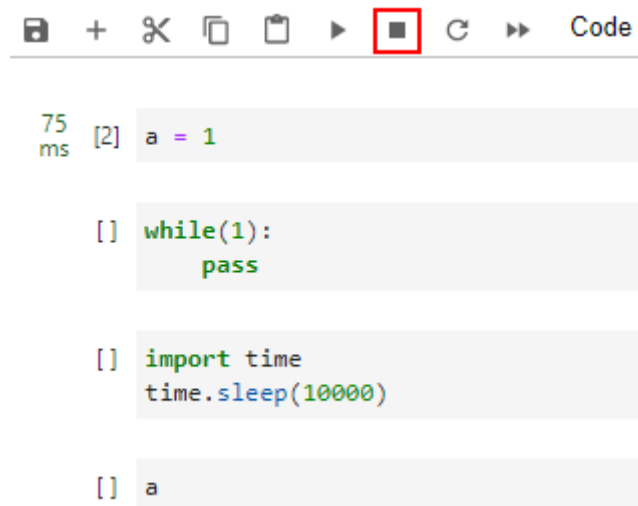 Code
75
ms [2] a = 1
[] while(1):
pass
[] import time
time.sleep(10000)
[] a